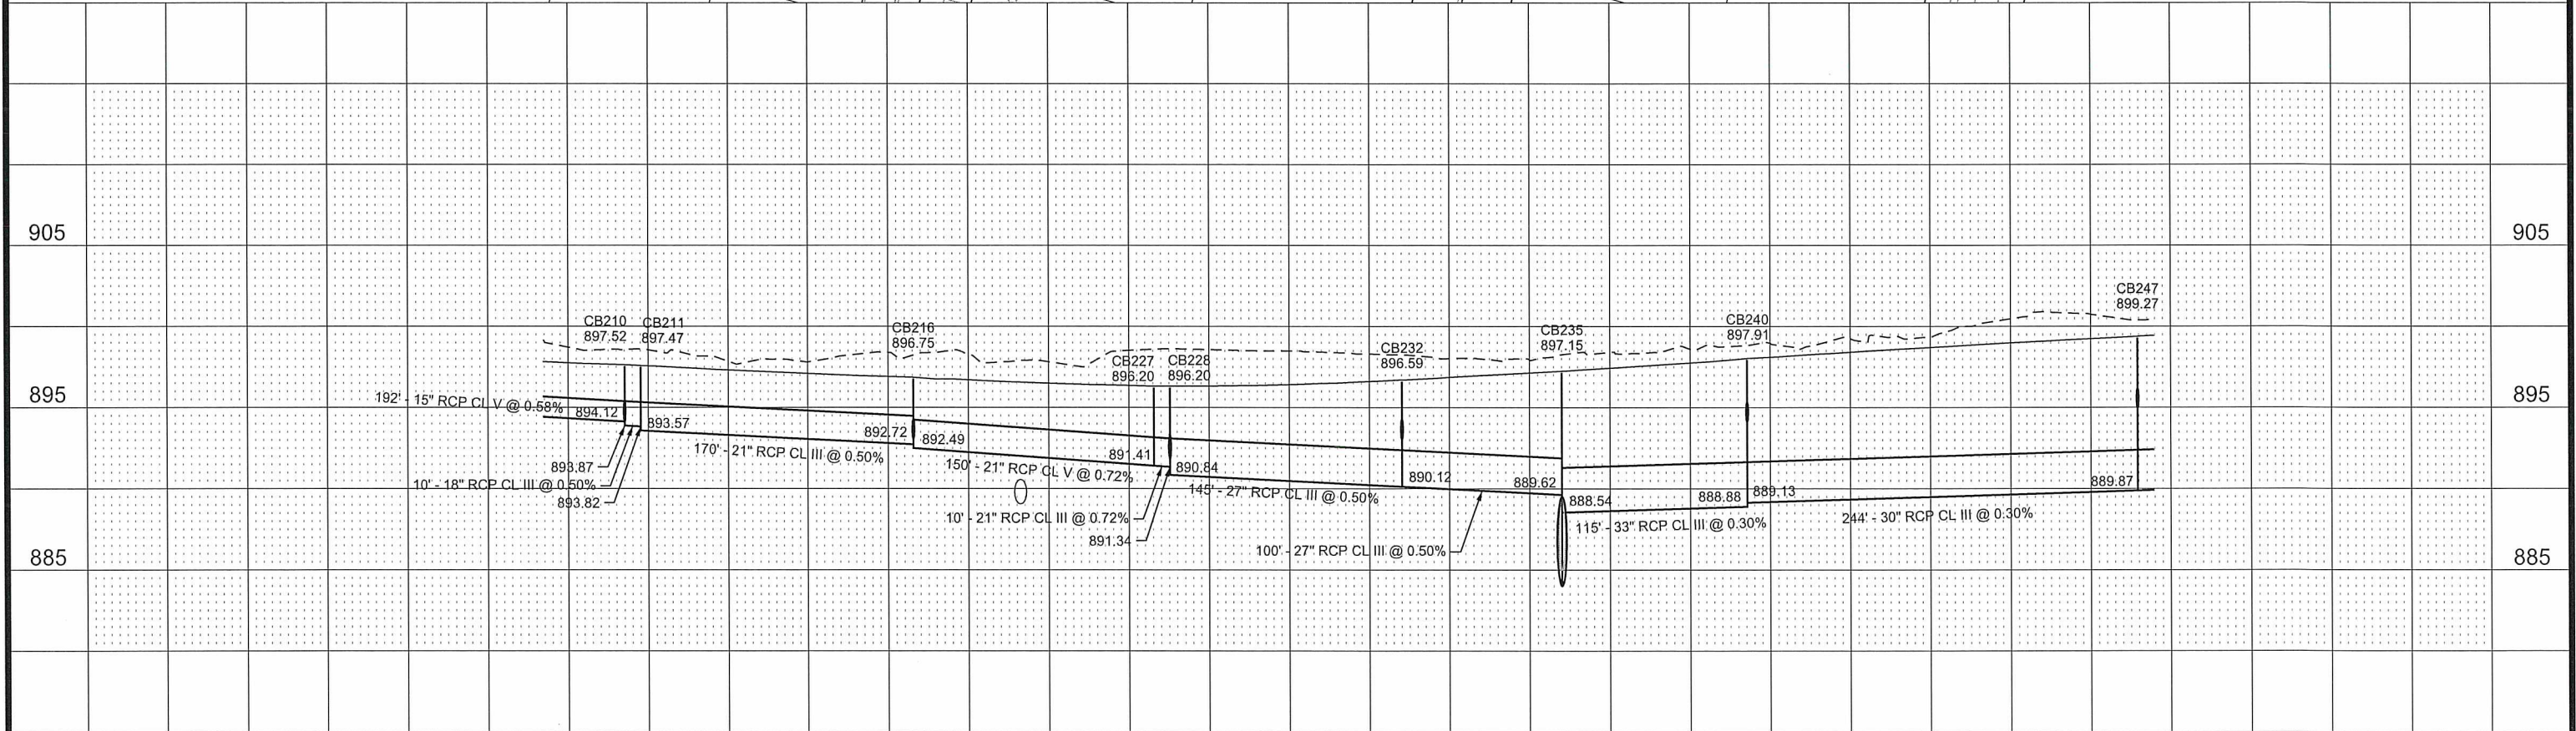 905
905
CB247
899.27
CB210
897.52
CB211
897.47
CB216
896.75
CB227
896.20
CB228
896.20
CB232
896.59
CB235
897.15
CB240
897.91
895
895
192' - 15" RCP CL V @ 0.58%
894.12
893.57
170' - 21" RCP CL III @ 0.50%
892.72
892.49
893.87
10' - 18" RCP CL III @ 0.50%
893.82
150' - 21" RCP CL V @ 0.72%
891.41
890.84
10' - 21" RCP CL III @ 0.72%
891.34
145' - 27" RCP CL III @ 0.50%
890.12
100' - 27" RCP CL III @ 0.50%
889.62
888.54
115' - 33" RCP CL III @ 0.30%
888.88
889.13
244' - 30" RCP CL III @ 0.30%
889.87
885
885